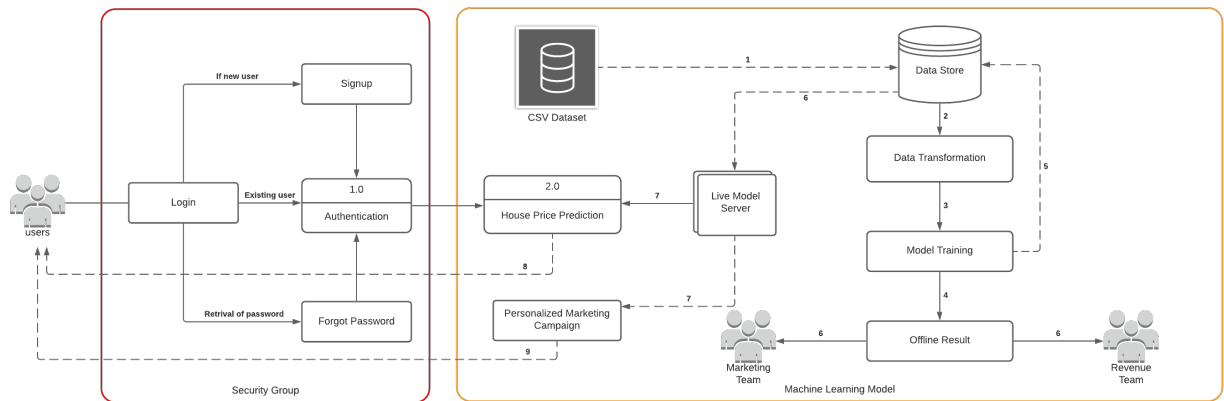 If new user
Signup
users
Login
Existing user
1.0
Authentication
Retrival of password
Forgot Password
Security Group
CSV Dataset
1
Data Store
6
2
Data Transformation
5
3
Model Training
4
Offline Result
6
6
Marketing
Team
Revenue
Team
Live Model
Server
7
2.0
House Price Prediction
8
7
Personalized Marketing
Campaign
9
Machine Learning Model